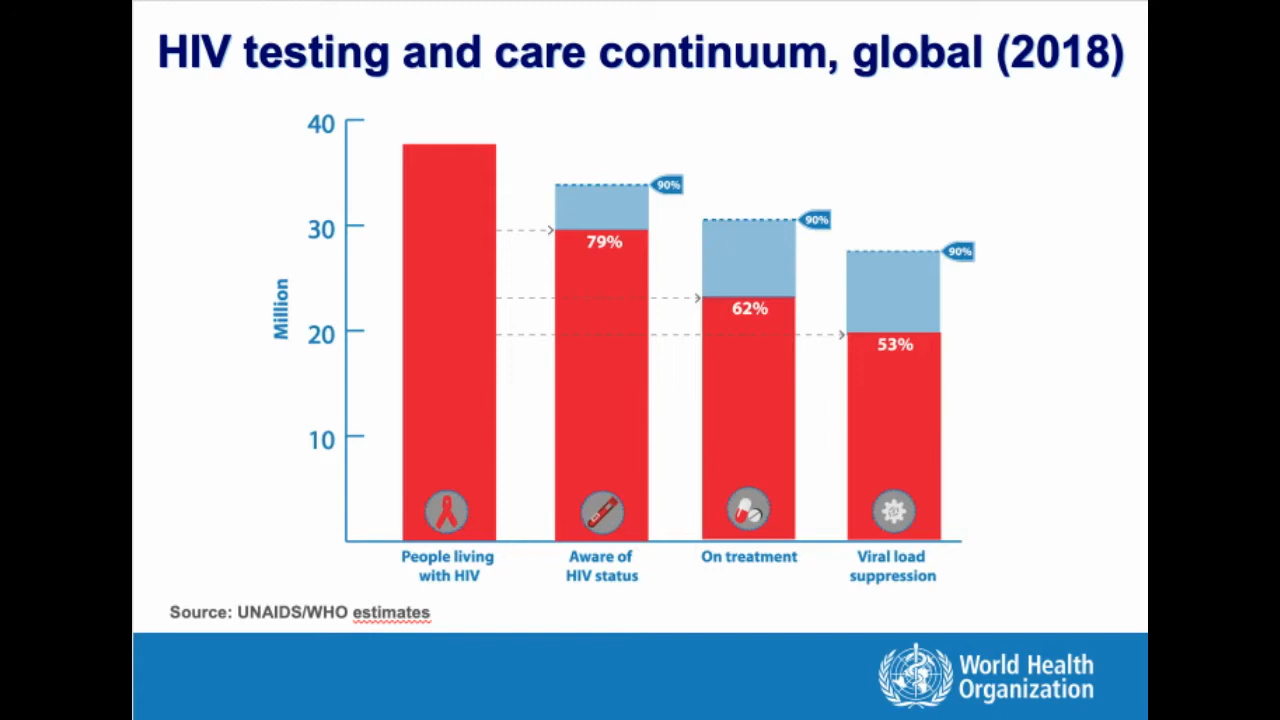 HIV testing and care continuum, global (2018)
40
30
20
10
Million
90%
79%
90%
62%
90%
53%
People living
with HIV
Aware of
HIV status
On treatment
Viral load
suppression
Source: UNAIDS/WHO estimates
World Health
Organization